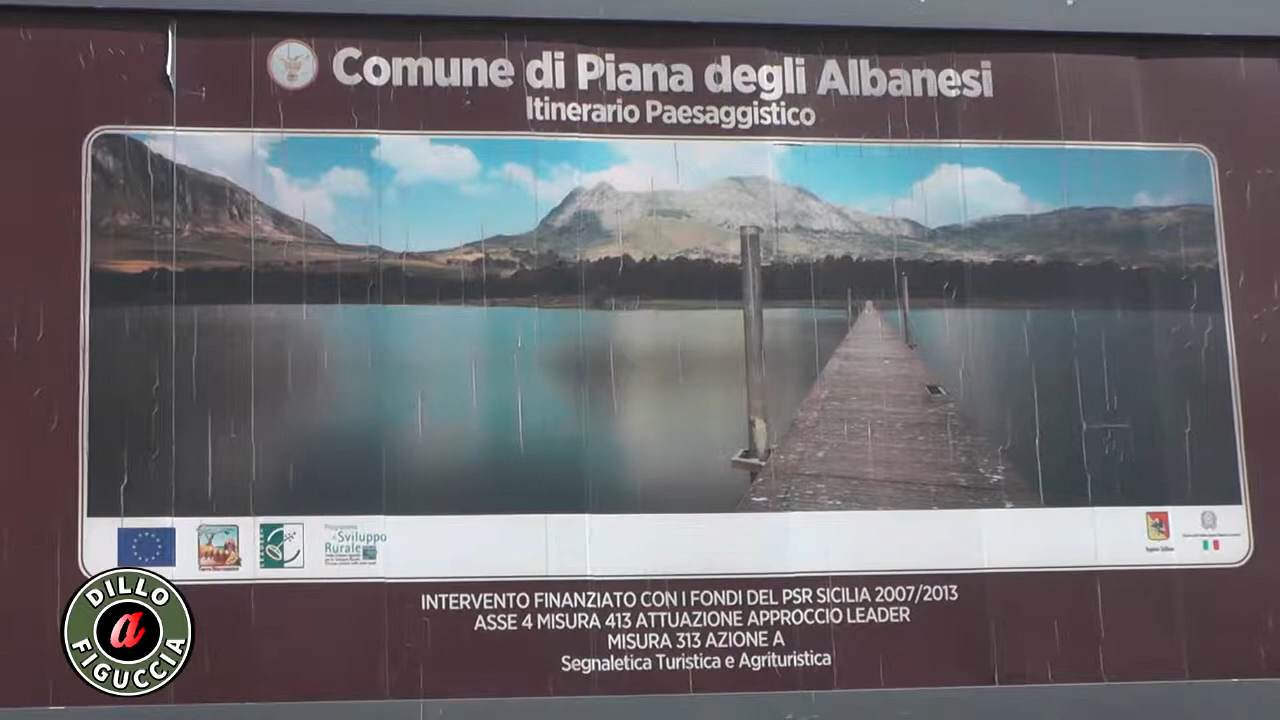 Comune di Piana degli Albanesi
Itinerario Paesaggistico
Programma
Sviluppo
Rurale
INTERVENTO FINANZIATO CON I FONDI DEL PSR SICILIA 2007/2013
ASSE 4 MISURA 413 ATTUAZIONE APPROCCIO LEADER
MISURA 313 AZIONE A
Segnaletica Turistica e Agrituristica
DILLO
a
FIGUCCIA